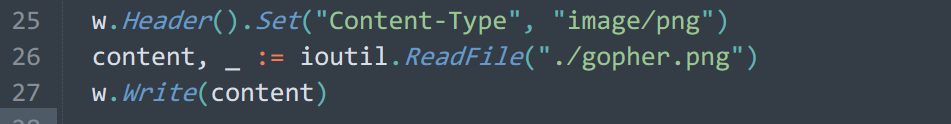 25 w.Header().Set("Content-Type", "image/png")
26 content, _ := ioutil.ReadFile("./gopher.png")
27 w.Write(content)